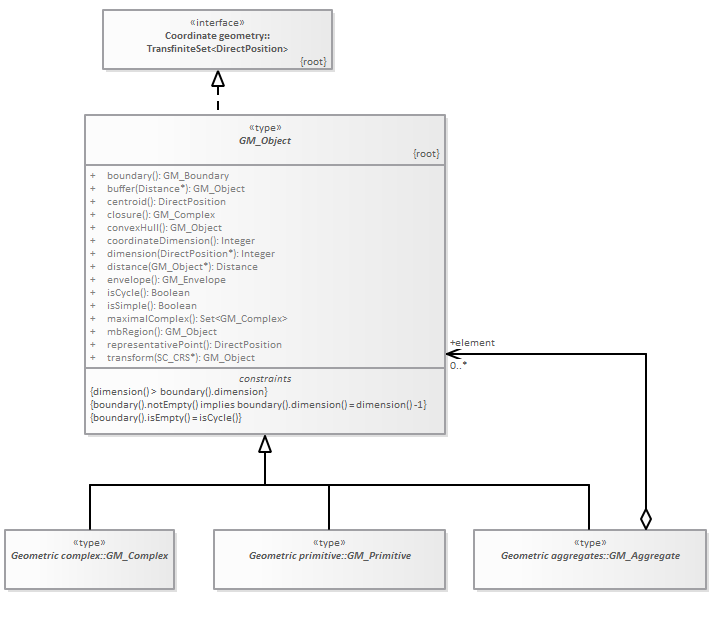 «interface»
Coordinate geometry::
TransfiniteSet<DirectPosition>
{root}
«type»
GM_Object
{root}
+ boundary(): GM_Boundary
+ buffer(Distance*): GM_Object
+ centroid(): DirectPosition
+ closure(): GM_Complex
+ convexHull(): GM_Object
+ coordinateDimension(): Integer
+ dimension(DirectPosition*): Integer
+ distance(GM_Object*): Distance
+ envelope(): GM_Envelope
+ isCycle(): Boolean
+ isSimple(): Boolean
+ maximalComplex(): Set<GM_Complex>
+ mbRegion(): GM_Object
+ representativePoint(): DirectPosition
+ transform(SC_CRS*): GM_Object
constraints
{dimension() > boundary().dimension}
{boundary().notEmpty() implies boundary().dimension() = dimension() -1}
{boundary().isEmpty() = isCycle()}
+element
0..*
«type»
Geometric complex::GM_Complex
«type»
Geometric primitive::GM_Primitive
«type»
Geometric aggregates::GM_Aggregate